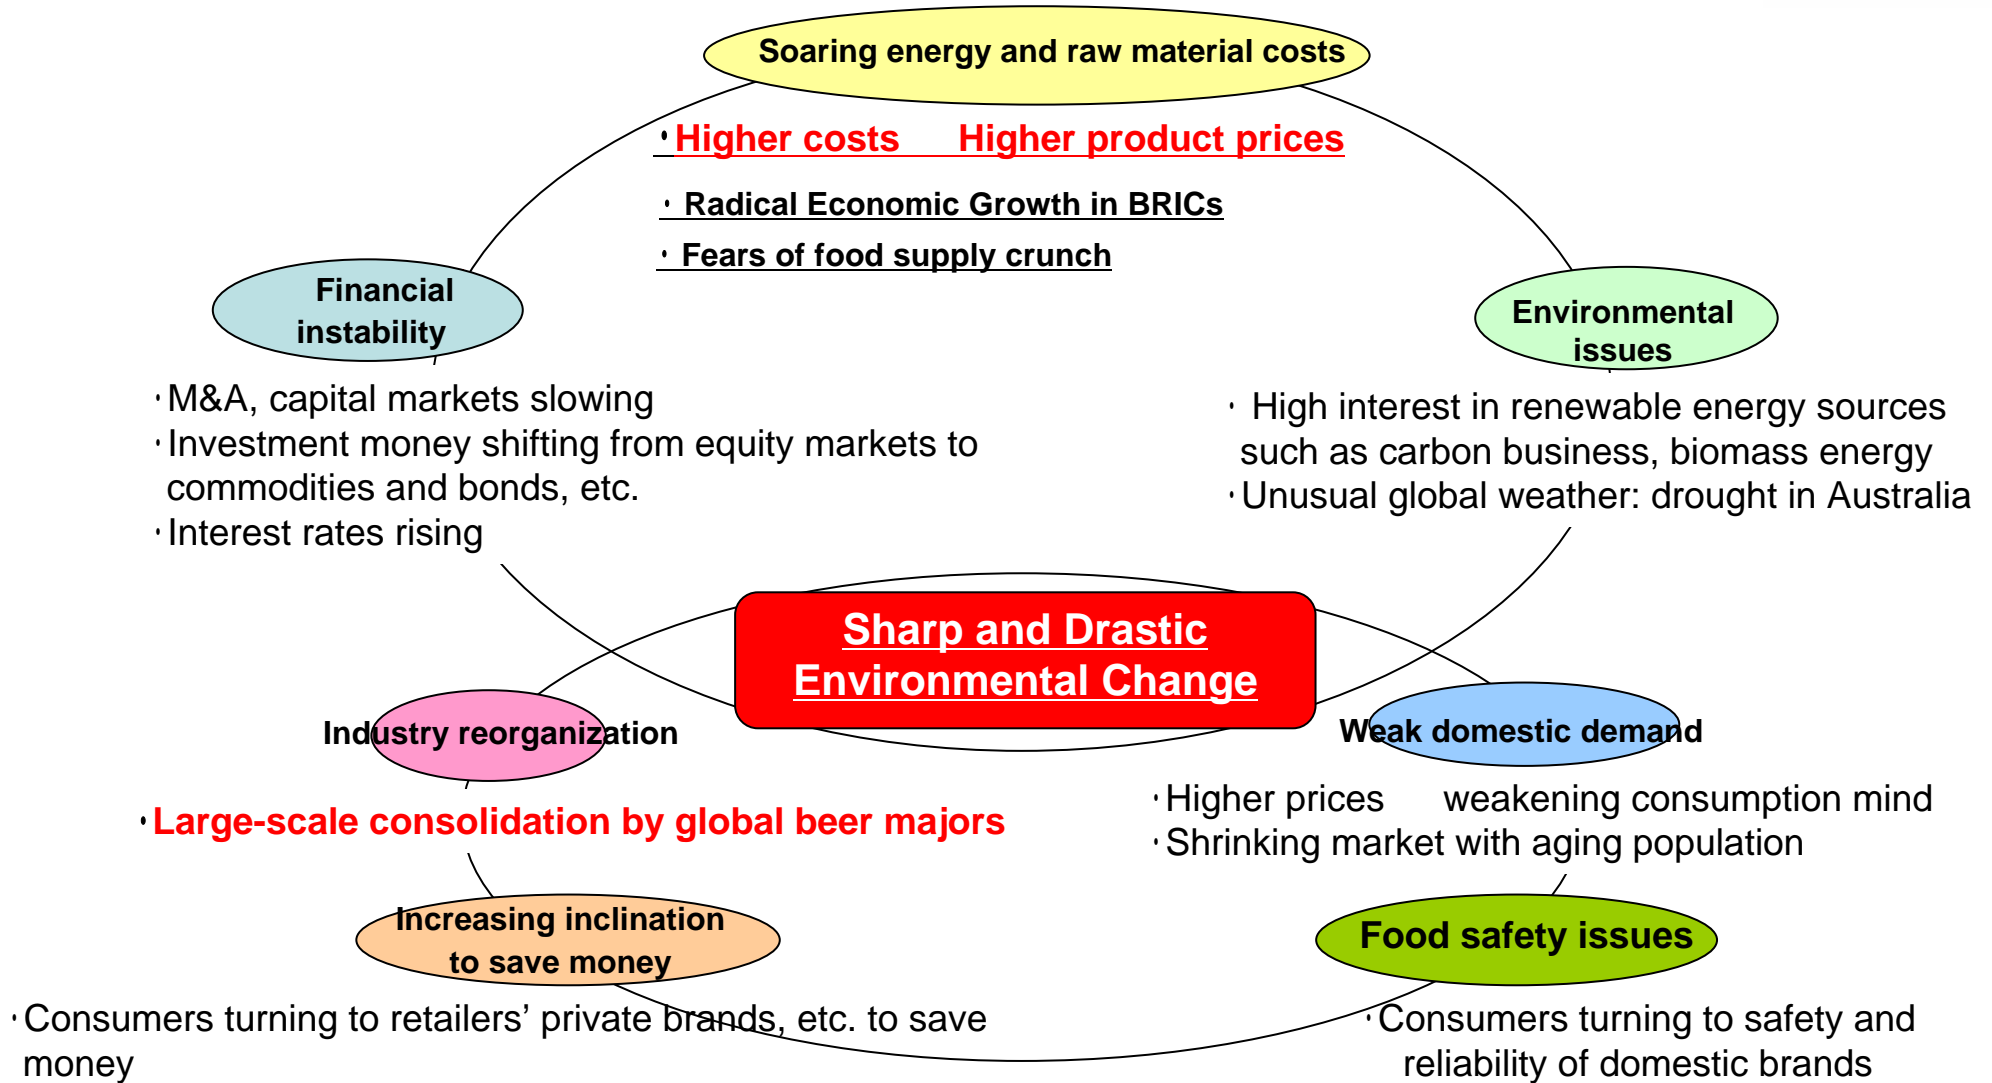 Soaring energy and raw material costs
・Higher costs  Higher product prices
・Radical Economic Growth in BRICs
・Fears of food supply crunch
Financial
instability
・M&A, capital markets slowing
・Investment money shifting from equity markets to
commodities and bonds, etc.
・Interest rates rising
Environmental
issues
・High interest in renewable energy sources
such as carbon business, biomass energy
・Unusual global weather: drought in Australia
Sharp and Drastic
Environmental Change
Industry reorganization
・Large-scale consolidation by global beer majors
Weak domestic demand
・Higher prices  weakening consumption mind
・Shrinking market with aging population
Increasing inclination
to save money
・Consumers turning to retailers’ private brands, etc. to save
money
Food safety issues
・Consumers turning to safety and
reliability of domestic brands